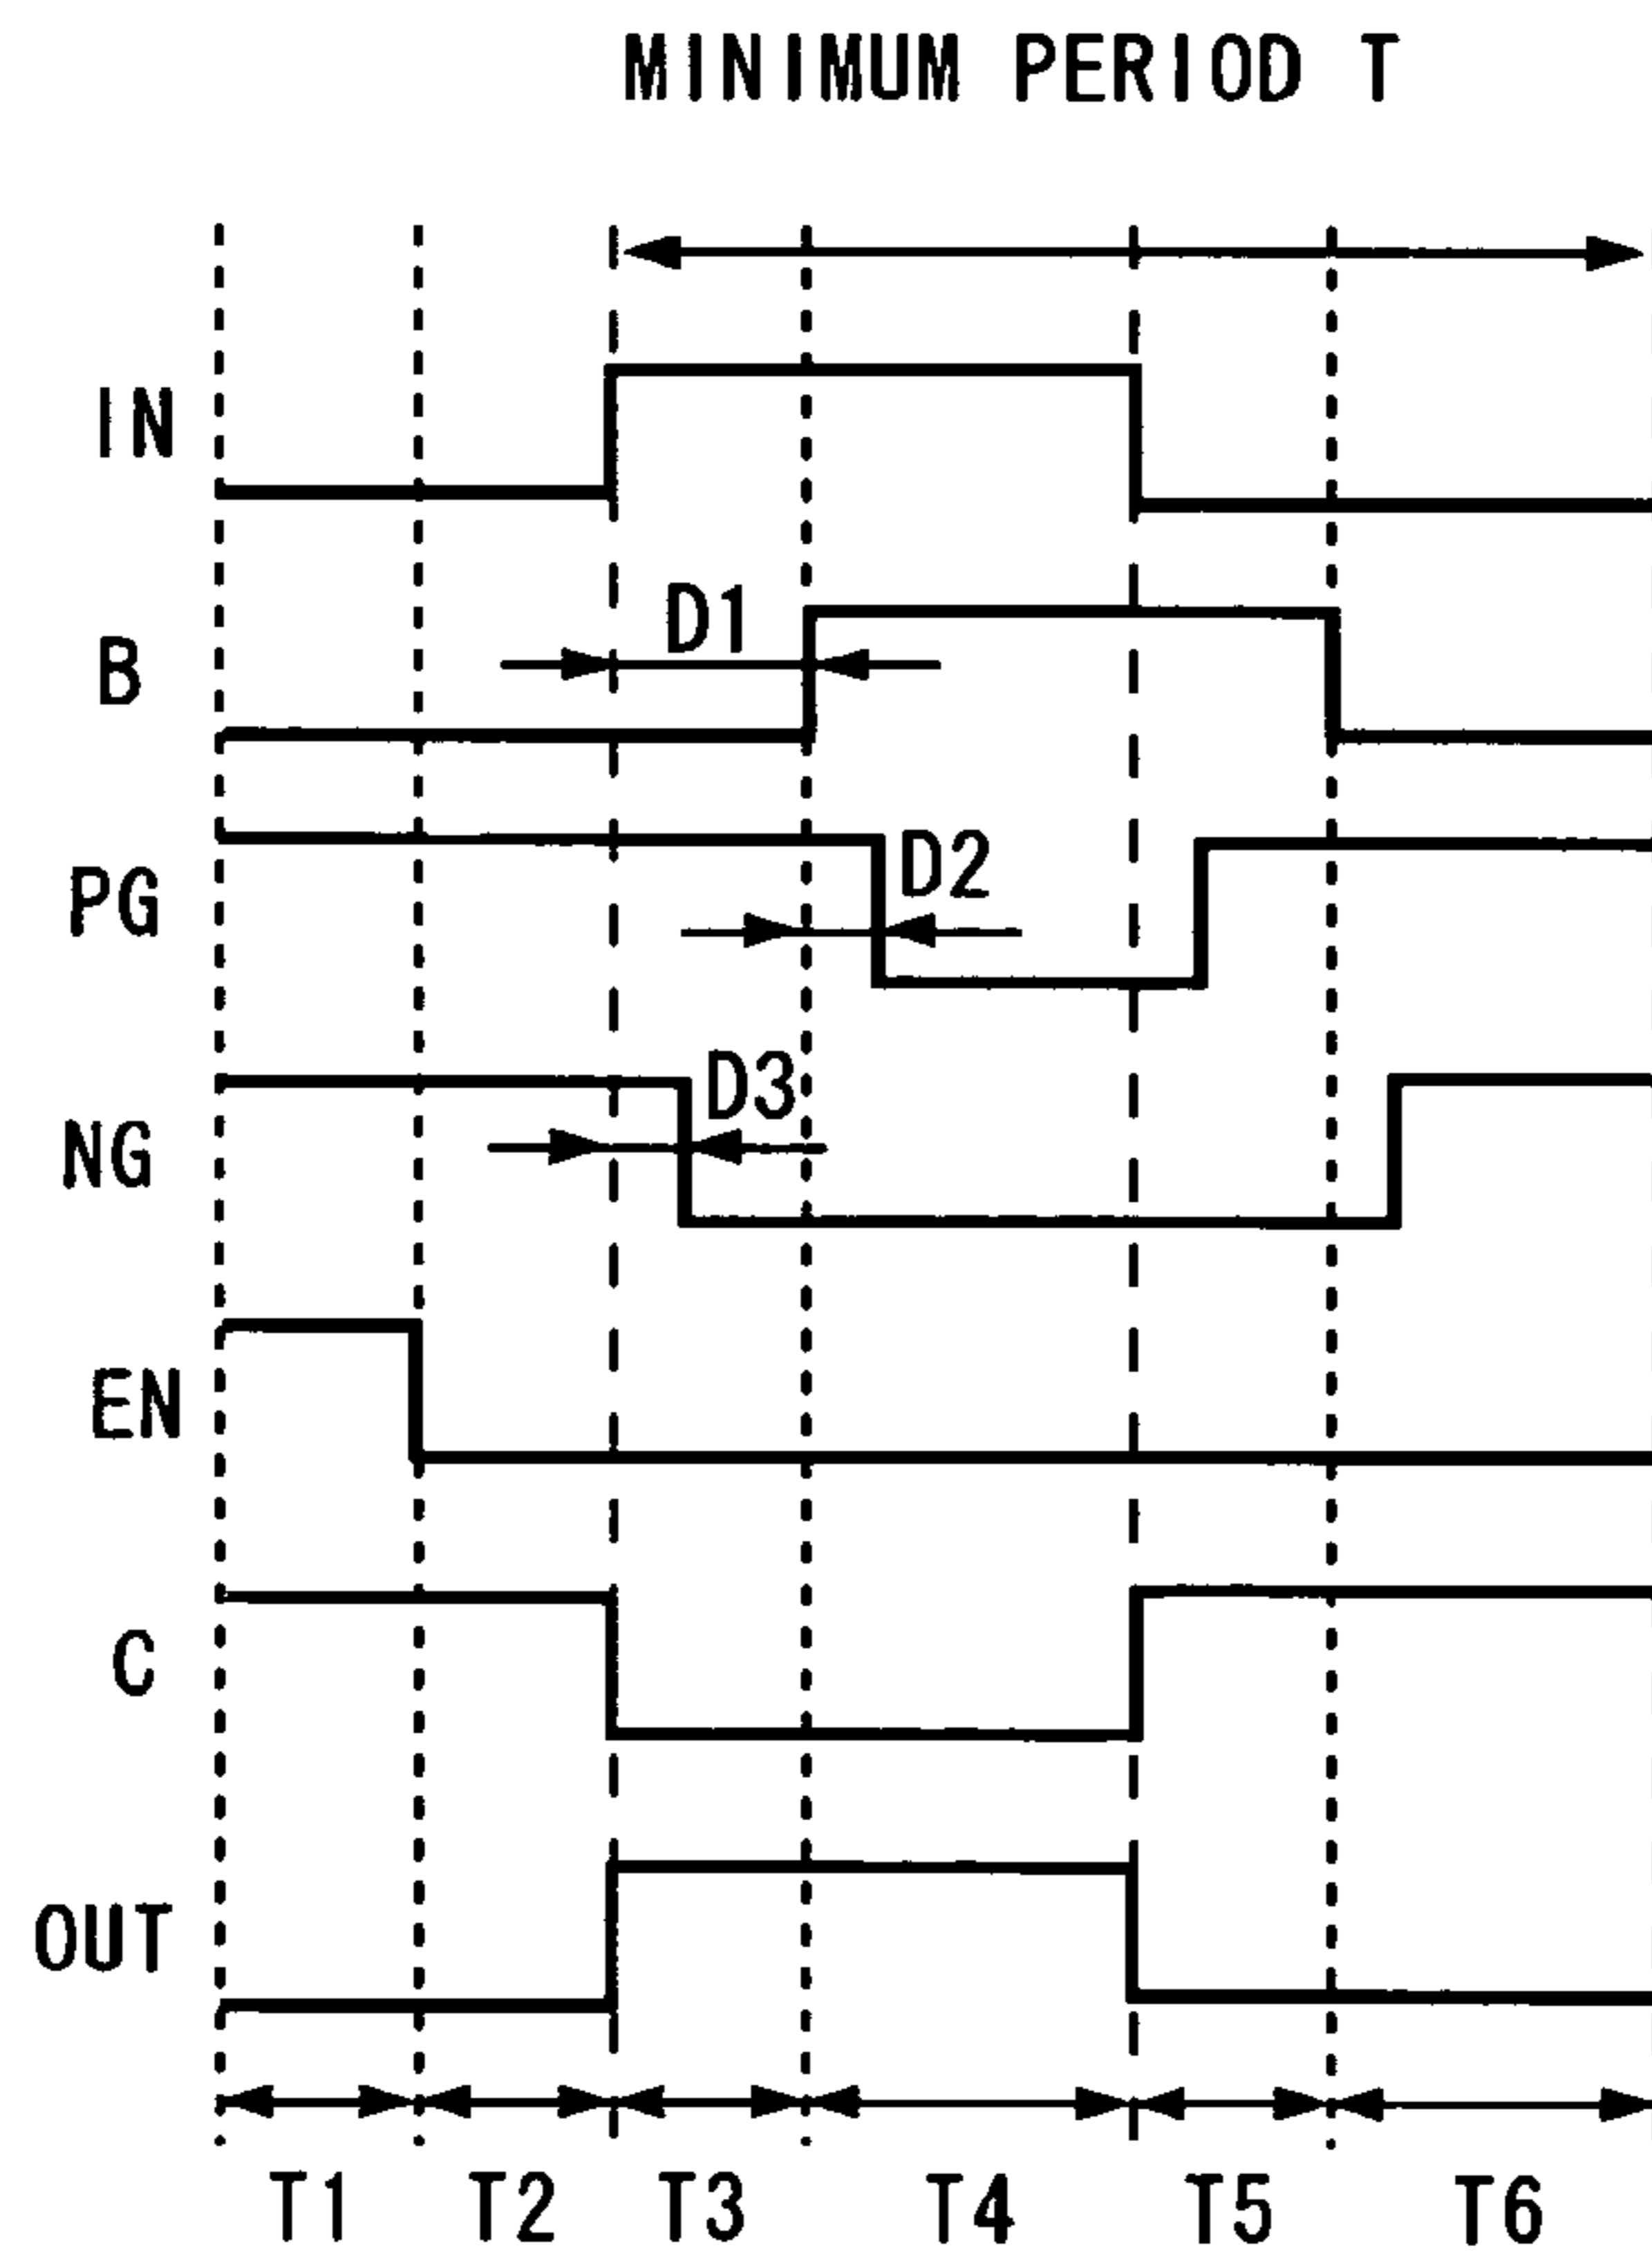 MINIMUM PERIOD T
IN
D1
B
D2
PG
D3
NG
EN
C
OUT
T1 T2 T3 T4 T5 T6